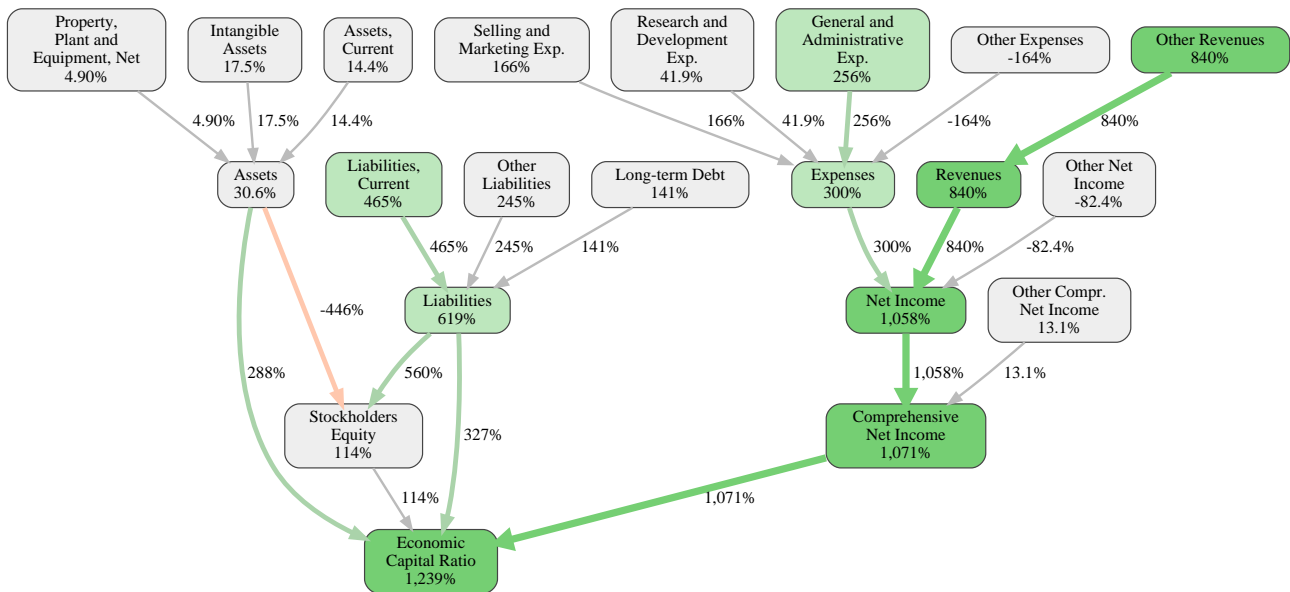 Property,
Plant and
Equipment, Net
4.90%
Intangible
Assets
17.5%
Assets,
Current
14.4%
Selling and
Marketing Exp.
166%
Research and
Development
Exp.
41.9%
General and
Administrative
Exp.
256%
Other Expenses
-164%
Other Revenues
840%
4.90%
17.5%
14.4%
166%
41.9%
256%
-164%
840%
Assets
30.6%
Liabilities,
Current
465%
Other
Liabilities
245%
Long-term Debt
141%
Expenses
300%
Revenues
840%
Other Net
Income
-82.4%
465%
245%
141%
300%
840%
-82.4%
-446%
Liabilities
619%
Net Income
1,058%
Other Compr.
Net Income
13.1%
288%
560%
327%
1,058%
13.1%
Stockholders
Equity
114%
Comprehensive
Net Income
1,071%
114%
1,071%
Economic
Capital Ratio
1,239%